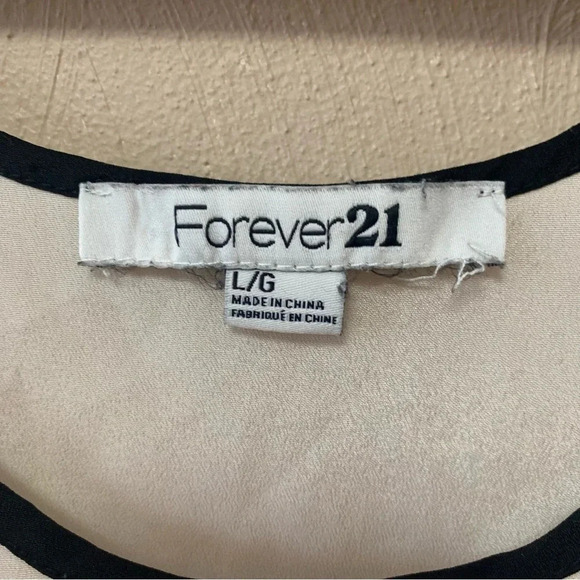 Forever21
L/G
MADE IN CHINA
FABRIQUÉ EN CHINE